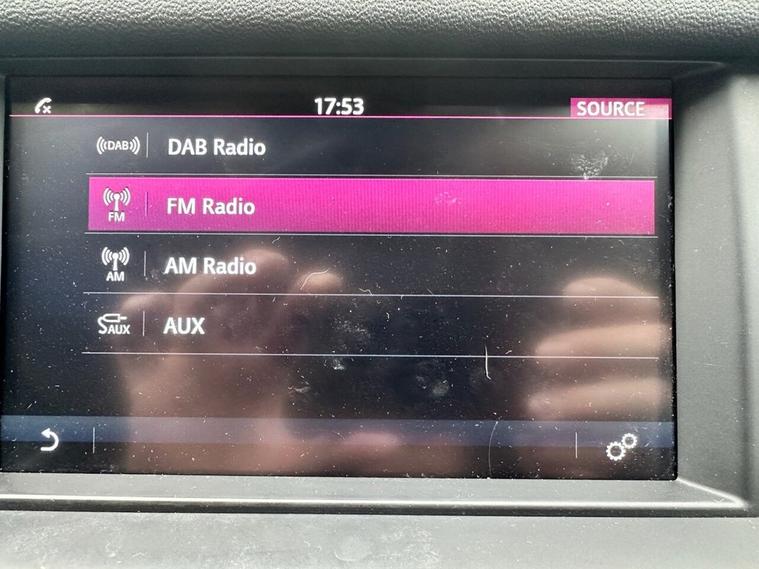 17:53
SOURCE
DAB DAB Radio
FM FM Radio
AM AM Radio
AUX AUX